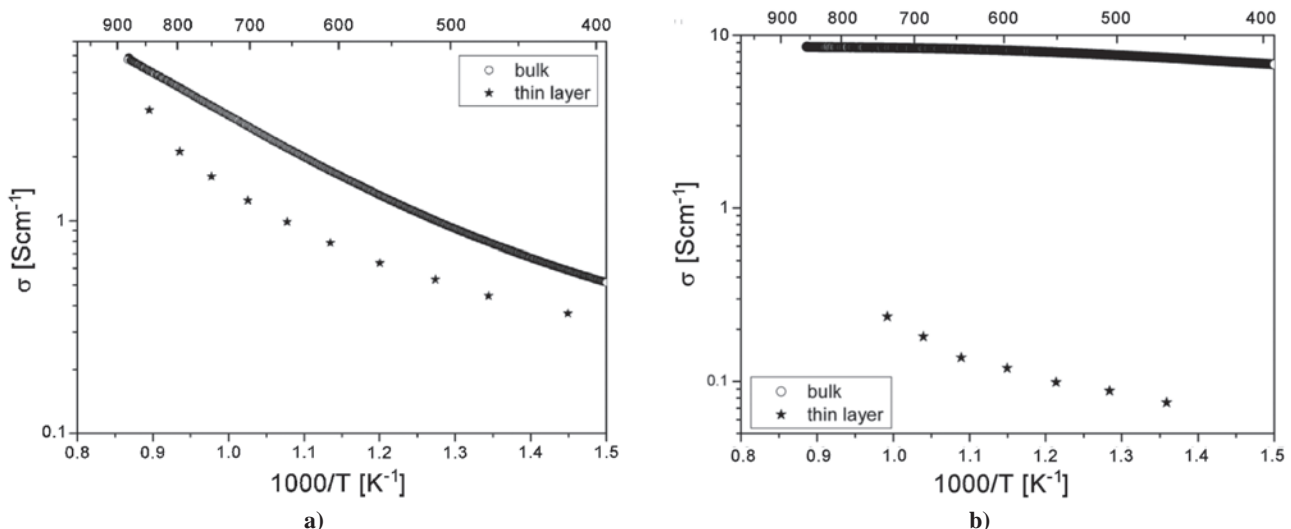 900 800 700 600 500 400
σ [Scm⁻¹]
1
0.1
bulk
thin layer
0.8 0.9 1.0 1.1 1.2 1.3 1.4 1.5
1000/T [K⁻¹]
a)
900 800 700 600 500 400
σ [Scm⁻¹]
10
1
0.1
bulk
thin layer
0.8 0.9 1.0 1.1 1.2 1.3 1.4 1.5
1000/T [K⁻¹]
b)